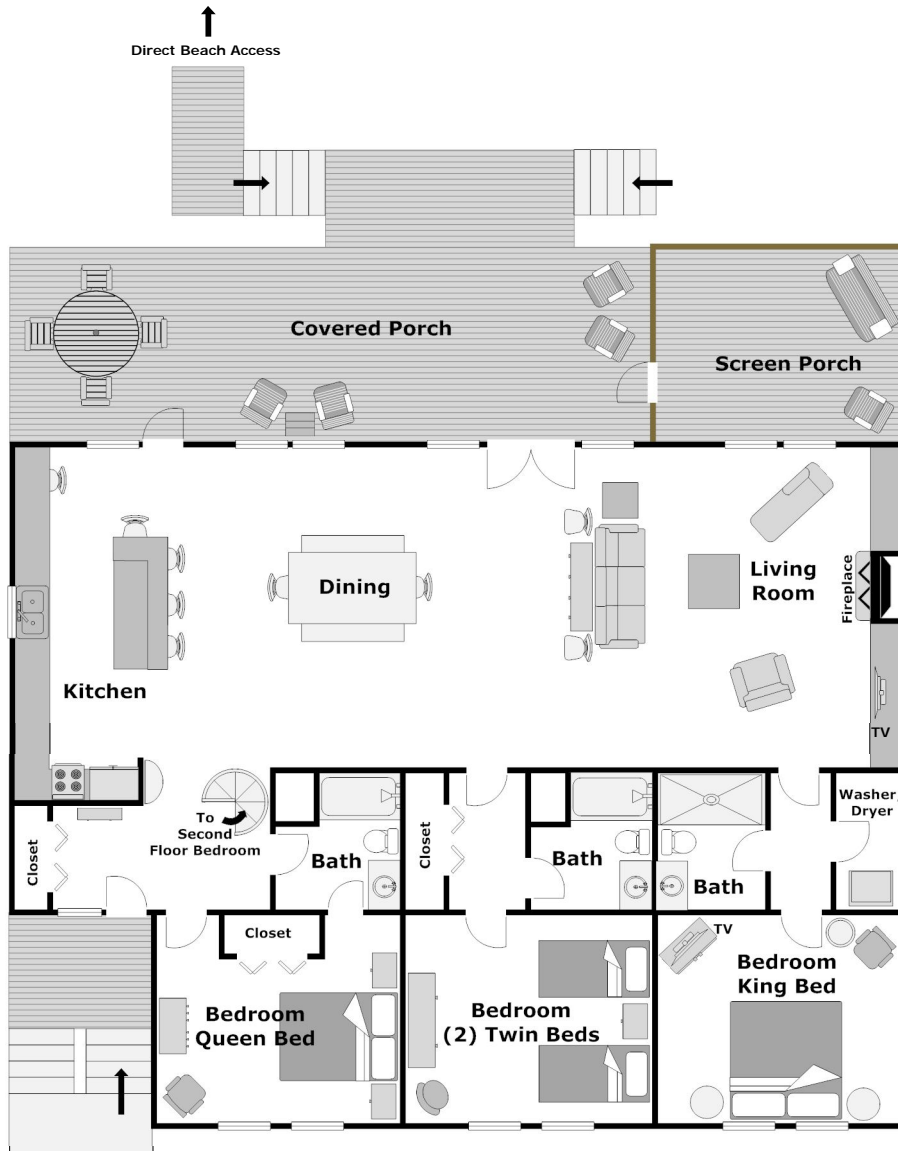 Direct Beach Access
Covered Porch
Screen Porch
Dining
Living
Room
Fireplace
Kitchen
TV
To
Second
Floor Bedroom
Washer,
Dryer
Closet
Bath
Closet
Bath
Bath
Closet
TV
Bedroom
Queen Bed
Bedroom
(2) Twin Beds
Bedroom
King Bed